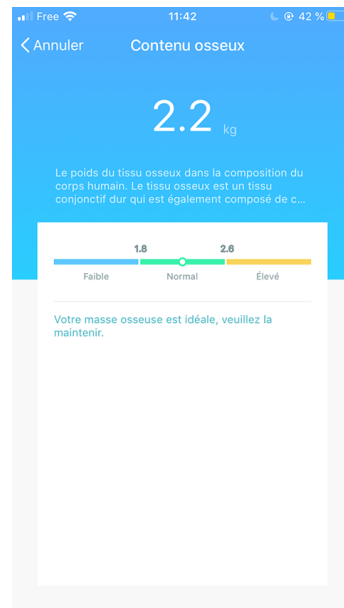 Free 11:42 42 %
Annuler Contenu osseux
2.2 kg
Le poids du tissu osseux dans la composition du
corps humain. Le tissu osseux est un tissu
conjonctif dur qui est également composé de c...
1.8 2.6
Faible Normal Élevé
Votre masse osseuse est idéale, veuillez la
maintenir.